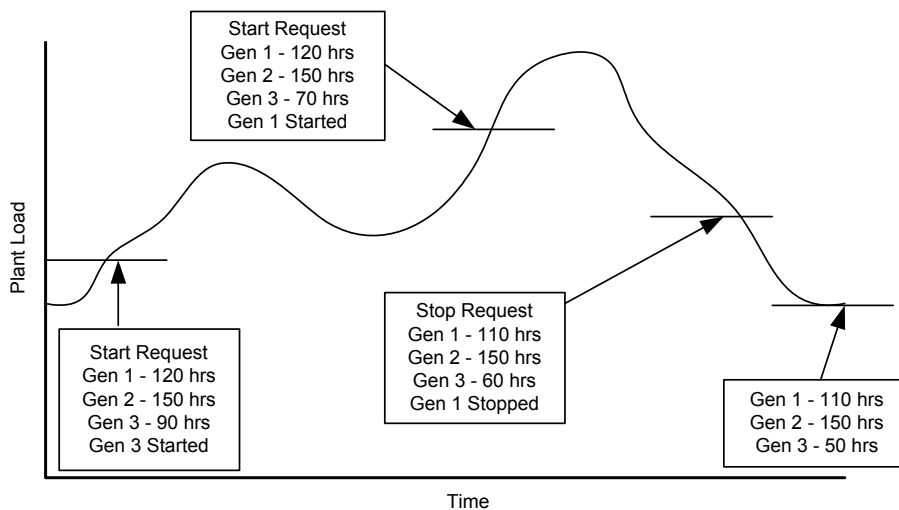 Start Request
Gen 1 - 120 hrs
Gen 2 - 150 hrs
Gen 3 - 70 hrs
Gen 1 Started
Plant Load
Start Request
Gen 1 - 120 hrs
Gen 2 - 150 hrs
Gen 3 - 90 hrs
Gen 3 Started
Stop Request
Gen 1 - 110 hrs
Gen 2 - 150 hrs
Gen 3 - 60 hrs
Gen 1 Stopped
Gen 1 - 110 hrs
Gen 2 - 150 hrs
Gen 3 - 50 hrs
Time